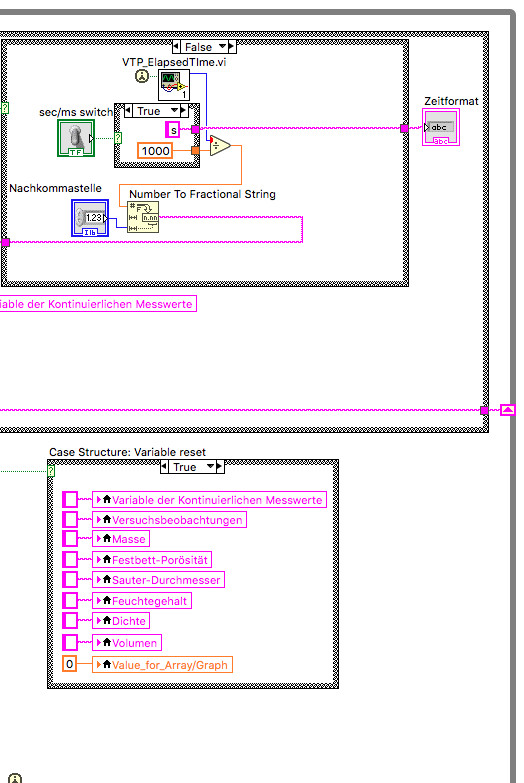 False
VTP_ElapsedTIme.vi
1
sec/ms switch
True
Zeitformat
TF
s
abc
abc
1000
Nachkommastelle
Number To Fractional String
1.23
I16
#
F
n.nn
iable der Kontinuierlichen Messwerte
Case Structure: Variable reset
True
Variable der Kontinuierlichen Messwerte
Versuchsbeobachtungen
Masse
Festbett-Porösität
Sauter-Durchmesser
Feuchtegehalt
Dichte
Volumen
0
Value_for_Array/Graph